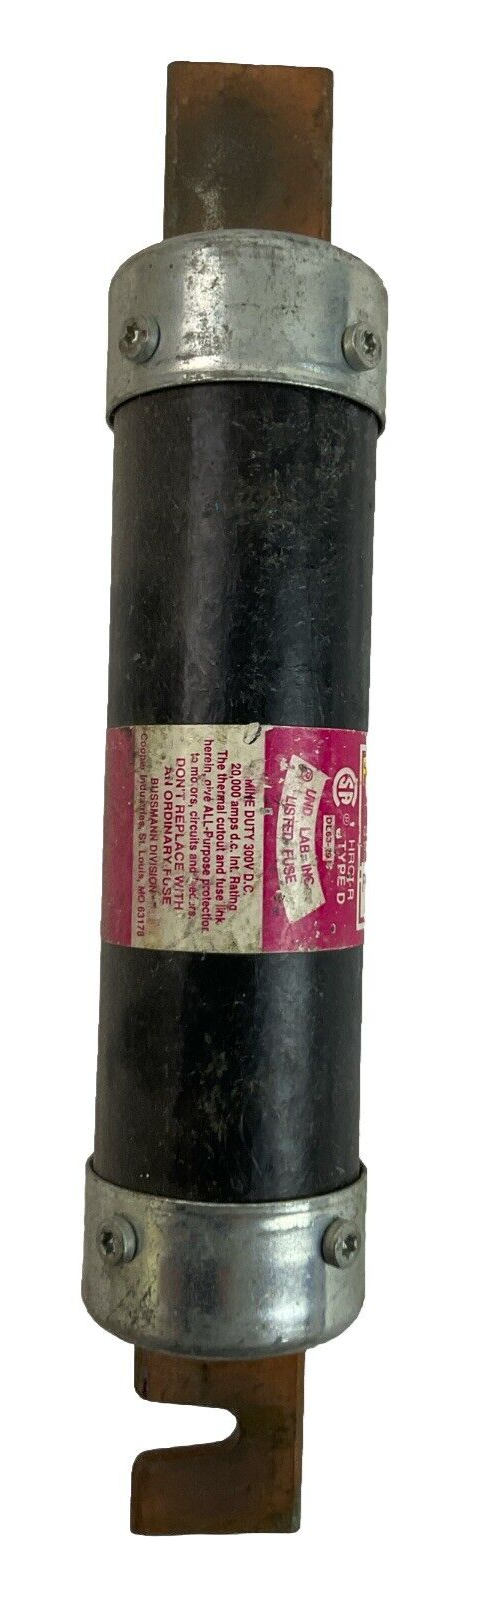 MINE DUTY 300V D.C.
20,000 amps d.c. Int. Rating
The thermal cutout and fuse link
herein, give ALL-Purpose protection
to motors, circuits and feeders.
DON'T REPLACE WITH
AN ORDINARY FUSE
BUSSMANN DIVISION
Cooper Industries, St. Louis, MO 63178
UND. LAB. INC.
LISTED FUSE
HRCI-R
TYPE D